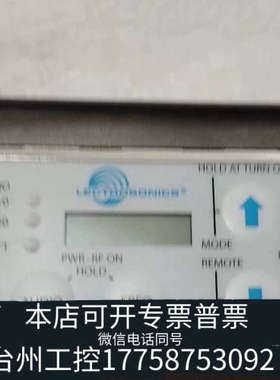 HOLD AT TURN O
LECTROSONICS
PWR-RF ON
HOLD
MODE
REMOTE
本店可开专票普票
微信电话同号
台州工控17758753092